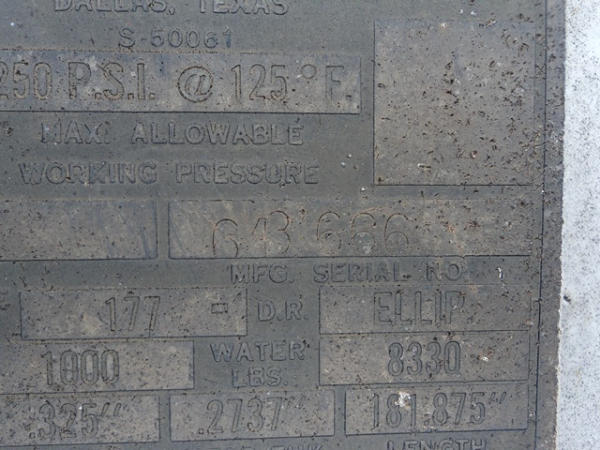 DALLAS, TEXAS
S-50061
250 P.S.I. @ 125° F.
MAX. ALLOWABLE
WORKING PRESSURE
643666
MFG. SERIAL NO.
177 - D.R. ELLIP
1000 WATER LBS. 8330
.325" .2737" 181.875"
LENGTH